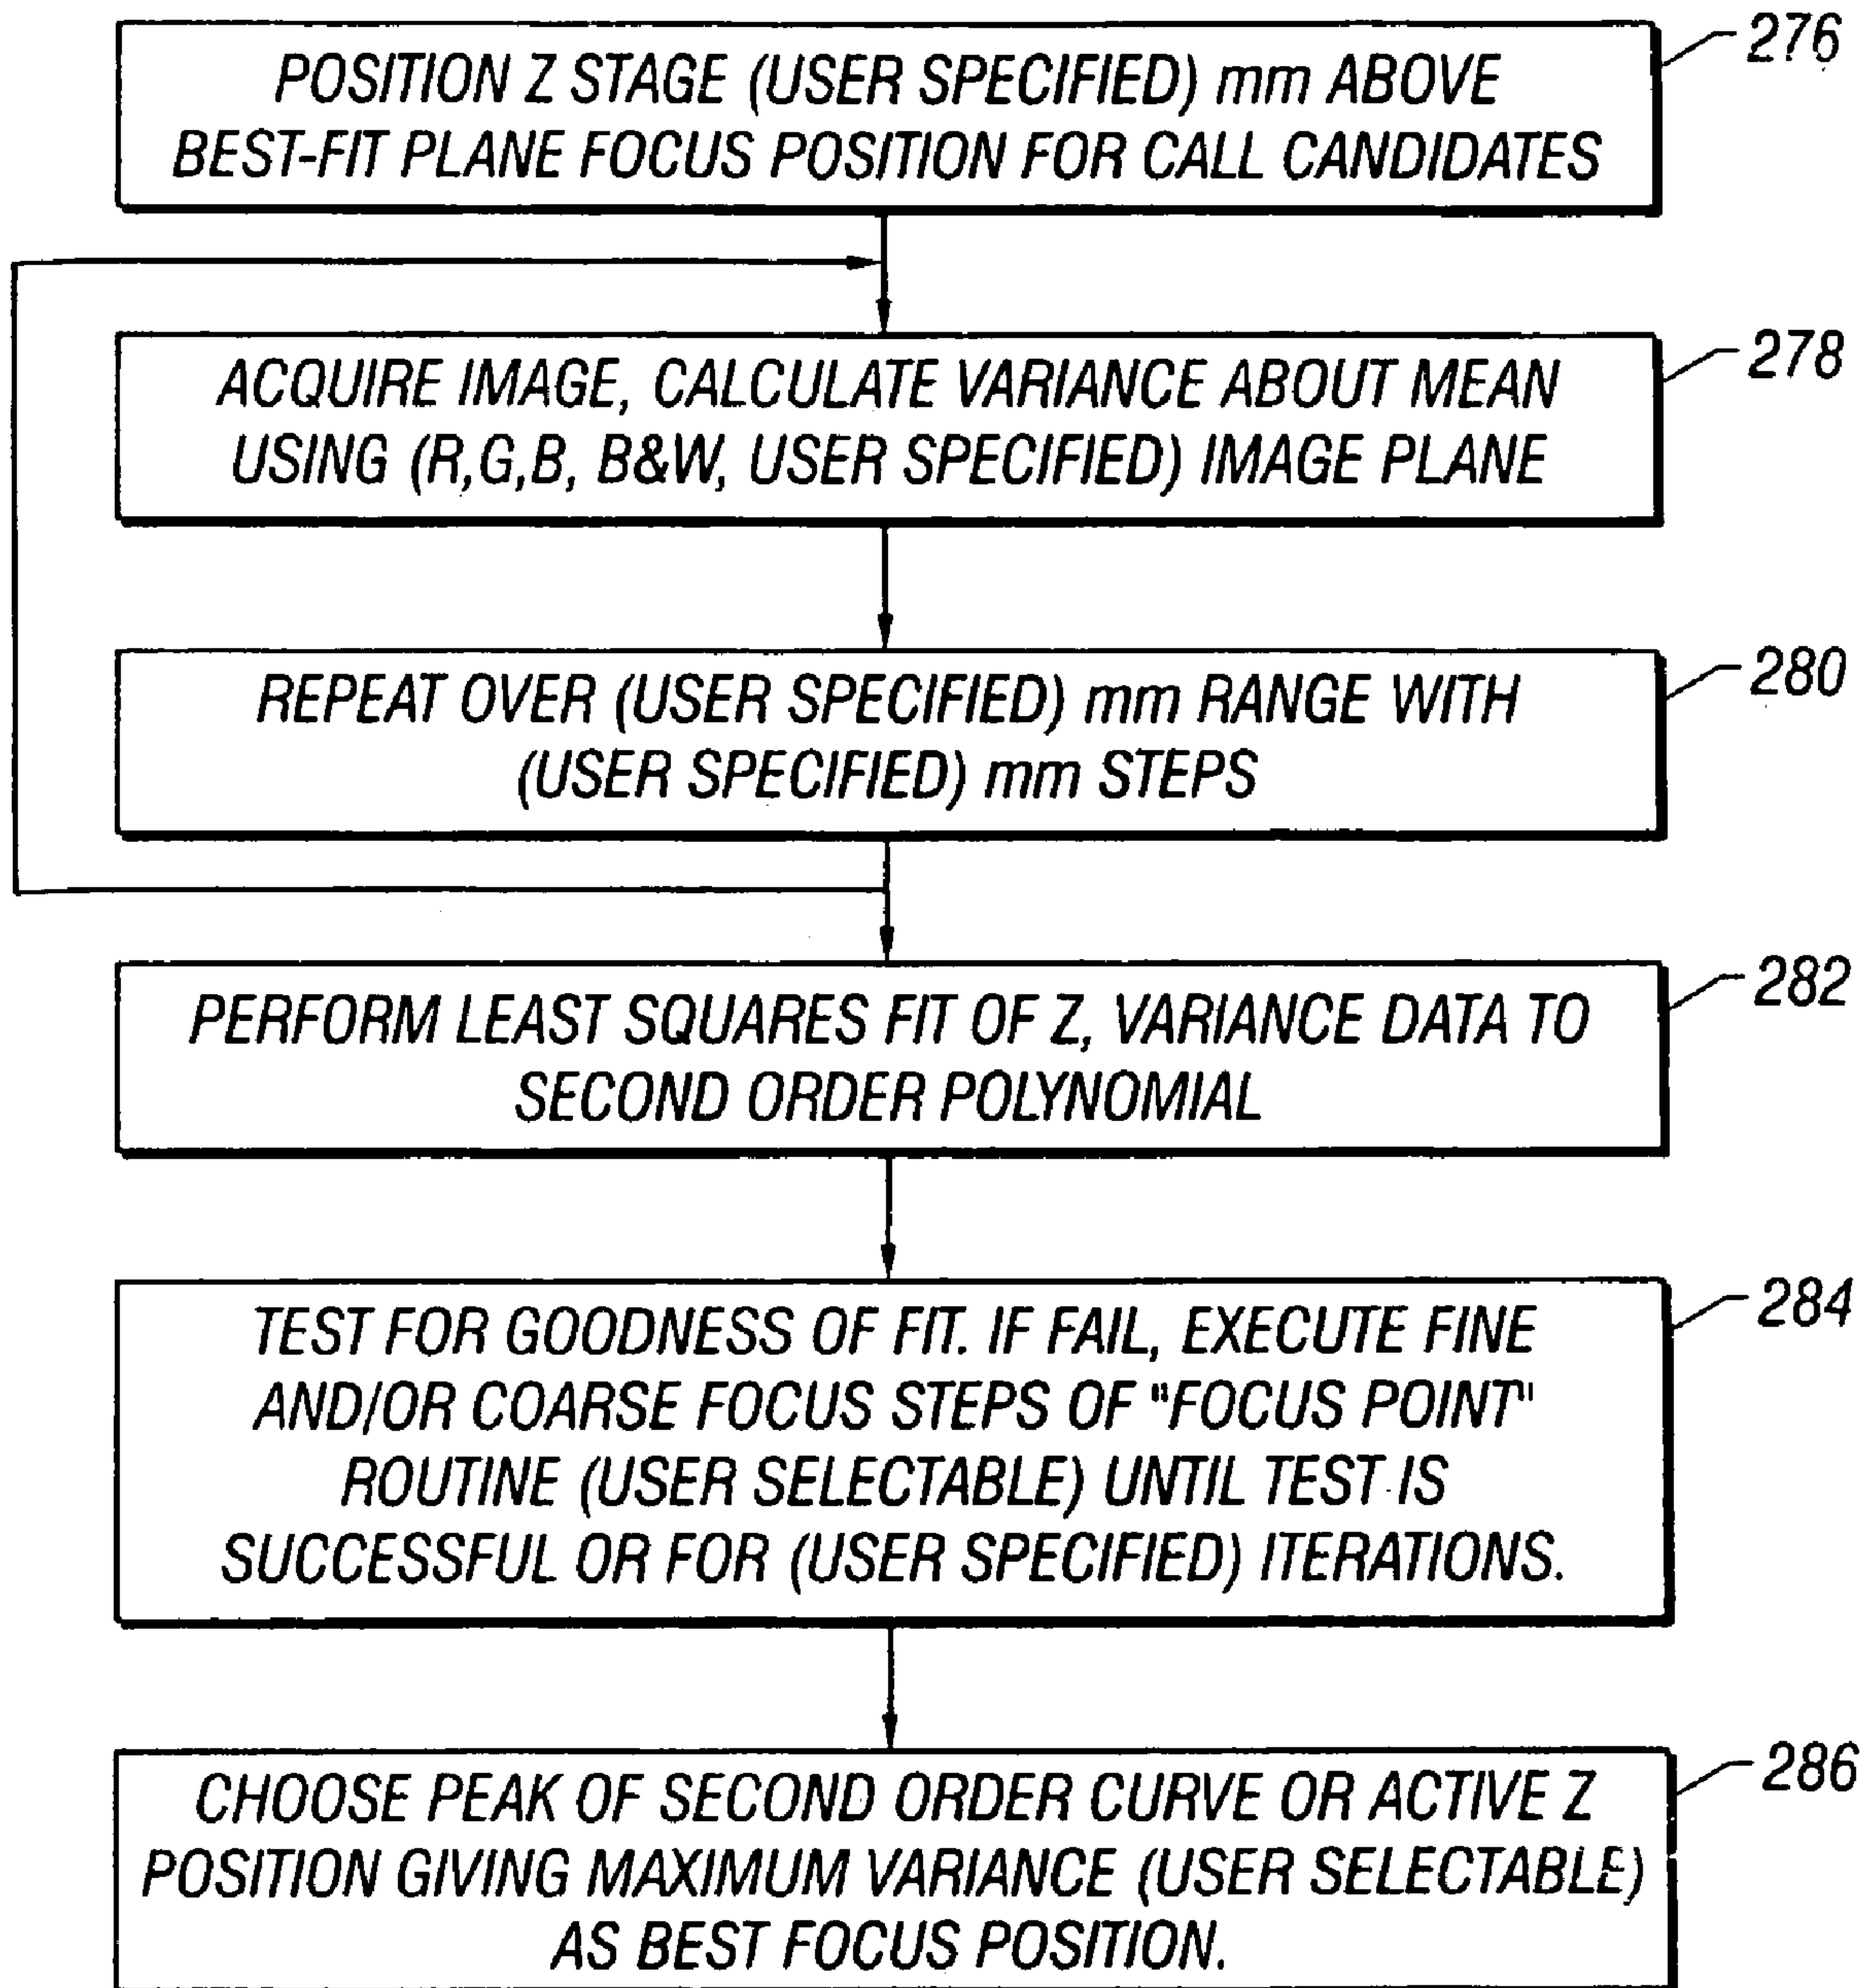 276
POSITION Z STAGE (USER SPECIFIED) mm ABOVE
BEST-FIT PLANE FOCUS POSITION FOR CALL CANDIDATES
278
ACQUIRE IMAGE, CALCULATE VARIANCE ABOUT MEAN
USING (R,G,B, B&W, USER SPECIFIED) IMAGE PLANE
280
REPEAT OVER (USER SPECIFIED) mm RANGE WITH
(USER SPECIFIED) mm STEPS
282
PERFORM LEAST SQUARES FIT OF Z, VARIANCE DATA TO
SECOND ORDER POLYNOMIAL
284
TEST FOR GOODNESS OF FIT. IF FAIL, EXECUTE FINE
AND/OR COARSE FOCUS STEPS OF "FOCUS POINT"
ROUTINE (USER SELECTABLE) UNTIL TEST IS
SUCCESSFUL OR FOR (USER SPECIFIED) ITERATIONS.
286
CHOOSE PEAK OF SECOND ORDER CURVE OR ACTIVE Z
POSITION GIVING MAXIMUM VARIANCE (USER SELECTABLE)
AS BEST FOCUS POSITION.